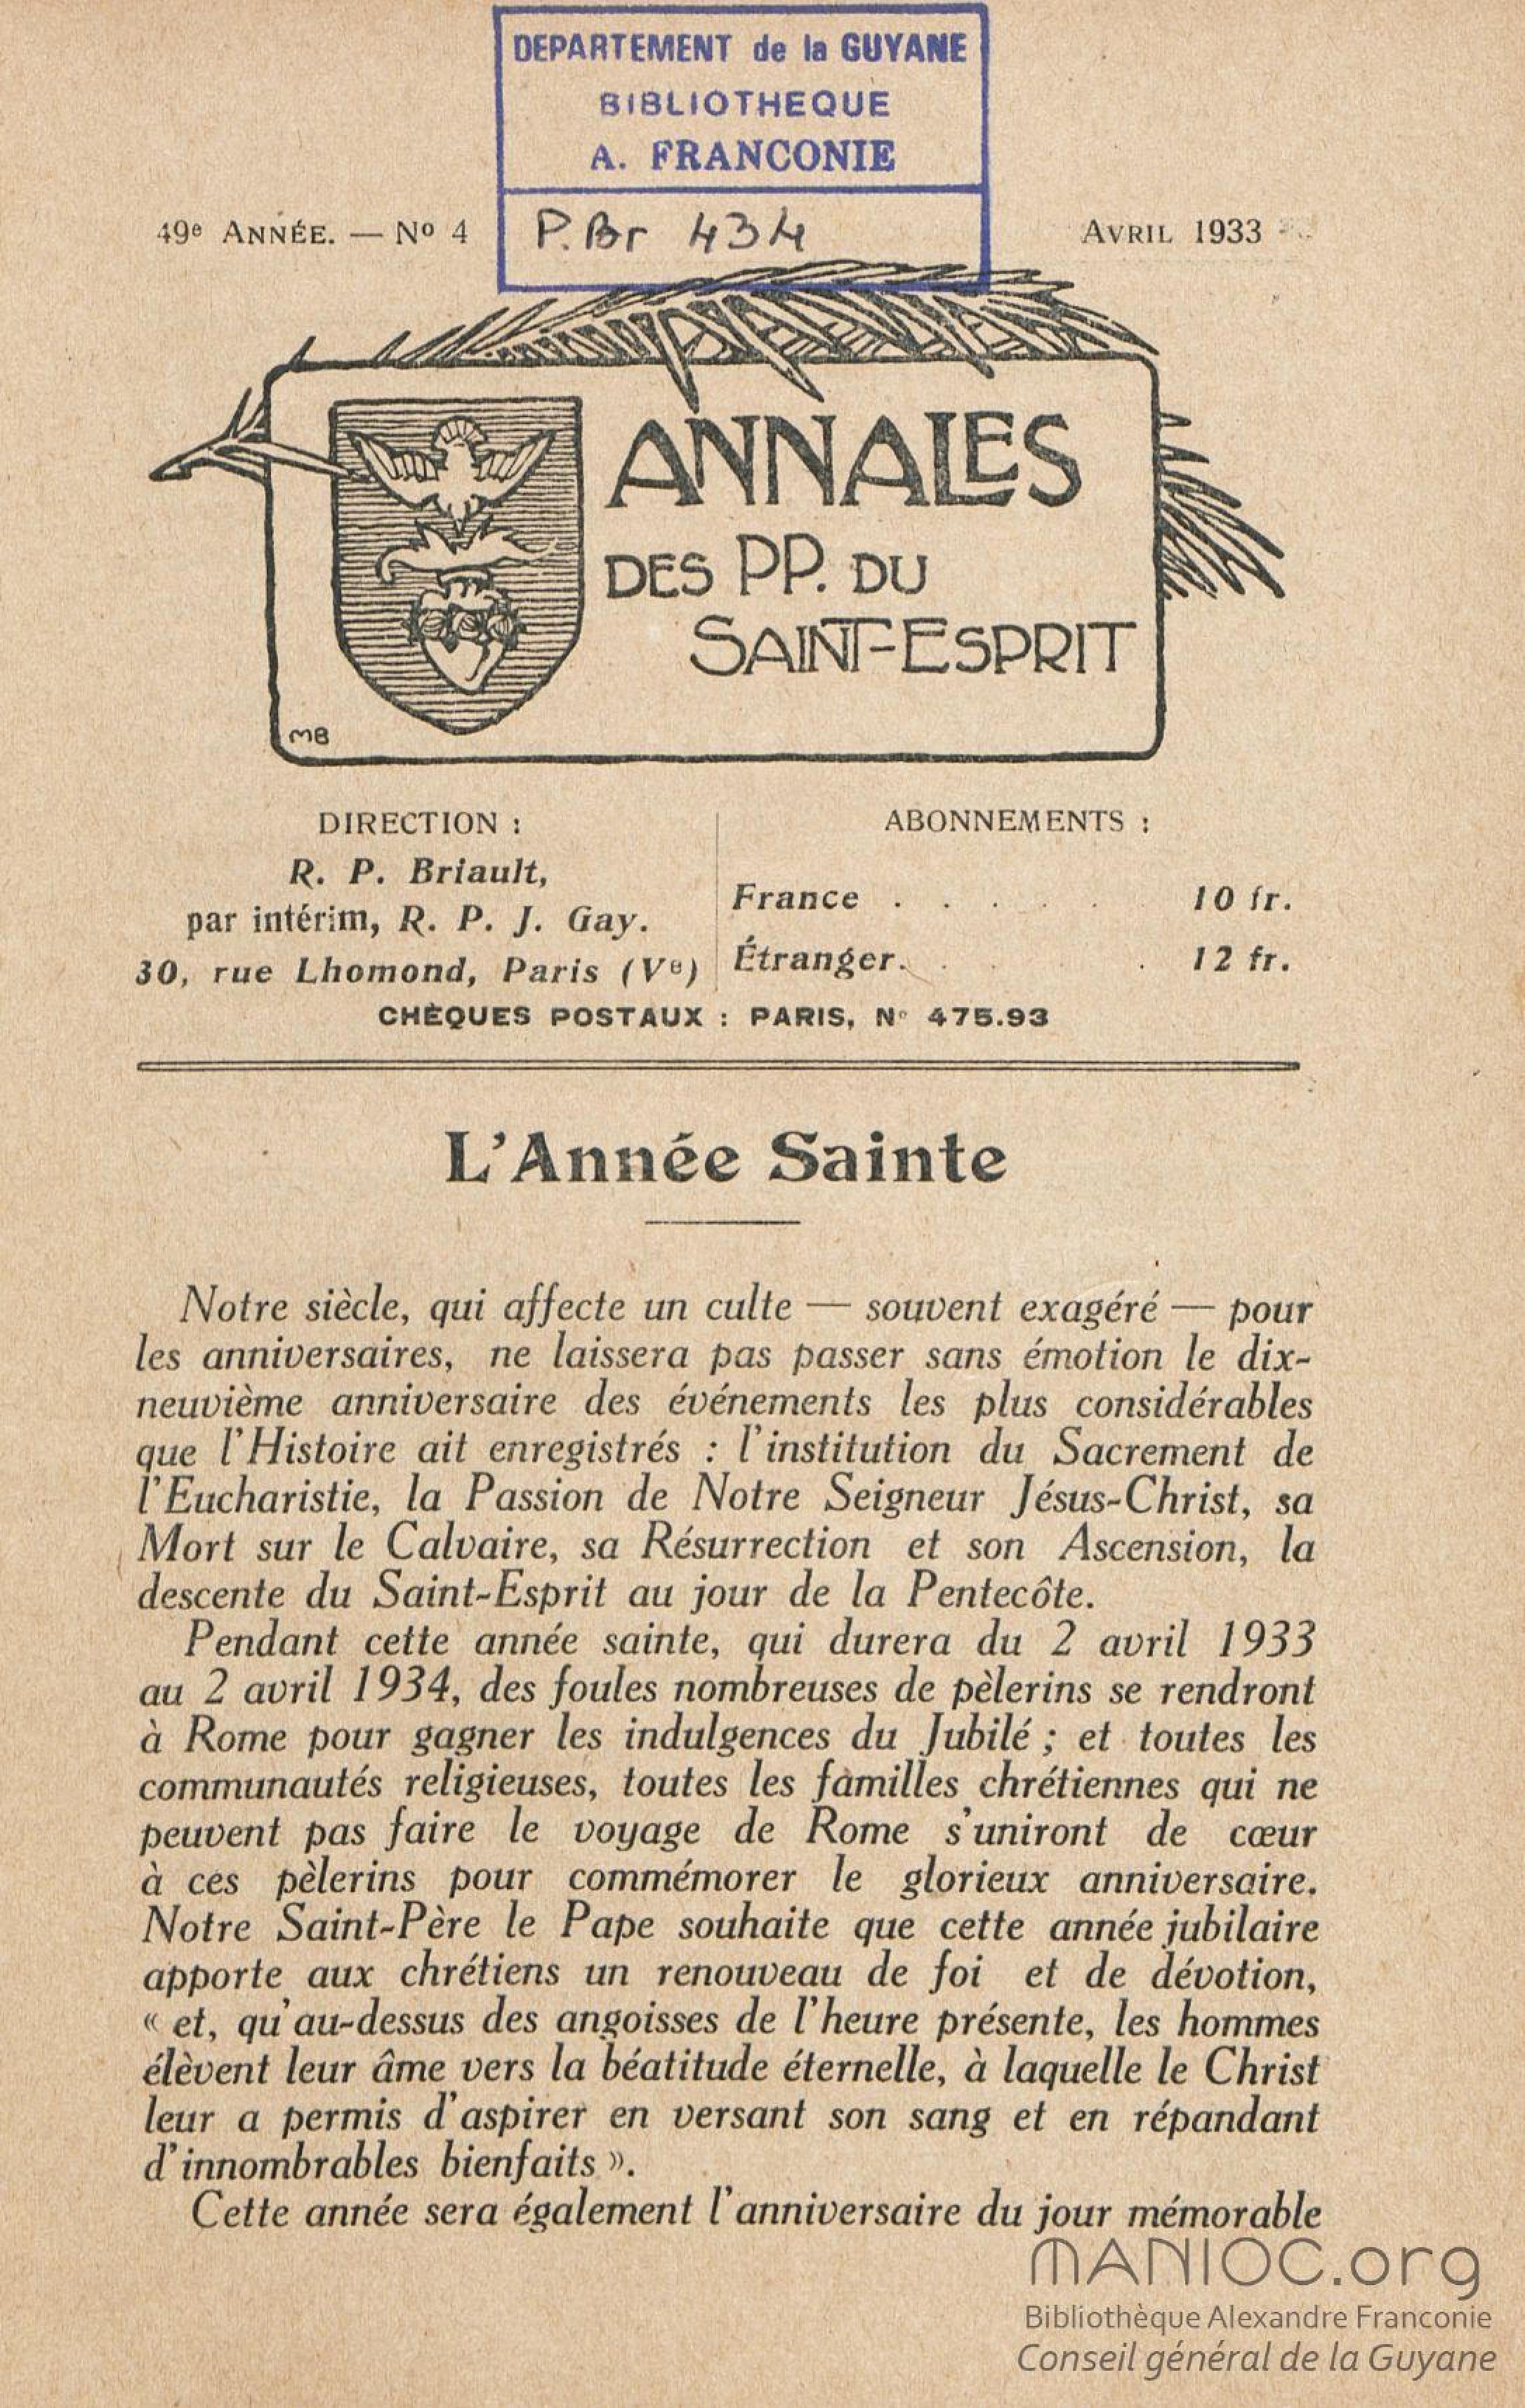 DEPARTEMENT de la GUYANE
BIBLIOTHEQUE
A. FRANCONIE
P.Br 434
49e ANNÉE. — No 4
AVRIL 1933
ANNALES
DES PP. DU
SAINT-ESPRIT
MB
DIRECTION :
R. P. Briault,
par intérim, R. P. J. Gay.
30, rue Lhomond, Paris (Ve)
ABONNEMENTS :
France . . . . . 10 fr.
Étranger. . . . 12 fr.
CHÈQUES POSTAUX : PARIS, N° 475.93
L'Année Sainte
Notre siècle, qui affecte un culte — souvent exagéré — pour
les anniversaires, ne laissera pas passer sans émotion le dix-
neuvième anniversaire des événements les plus considérables
que l'Histoire ait enregistrés : l'institution du Sacrement de
l'Eucharistie, la Passion de Notre Seigneur Jésus-Christ, sa
Mort sur le Calvaire, sa Résurrection et son Ascension, la
descente du Saint-Esprit au jour de la Pentecôte.
Pendant cette année sainte, qui durera du 2 avril 1933
au 2 avril 1934, des foules nombreuses de pèlerins se rendront
à Rome pour gagner les indulgences du Jubilé ; et toutes les
communautés religieuses, toutes les familles chrétiennes qui ne
peuvent pas faire le voyage de Rome s'uniront de cœur
à ces pèlerins pour commémorer le glorieux anniversaire.
Notre Saint-Père le Pape souhaite que cette année jubilaire
apporte aux chrétiens un renouveau de foi et de dévotion,
« et, qu'au-dessus des angoisses de l'heure présente, les hommes
élèvent leur âme vers la béatitude éternelle, à laquelle le Christ
leur a permis d'aspirer en versant son sang et en répandant
d'innombrables bienfaits ».
Cette année sera également l'anniversaire du jour mémorable
MANIOC.org
Bibliothèque Alexandre Franconie
Conseil général de la Guyane